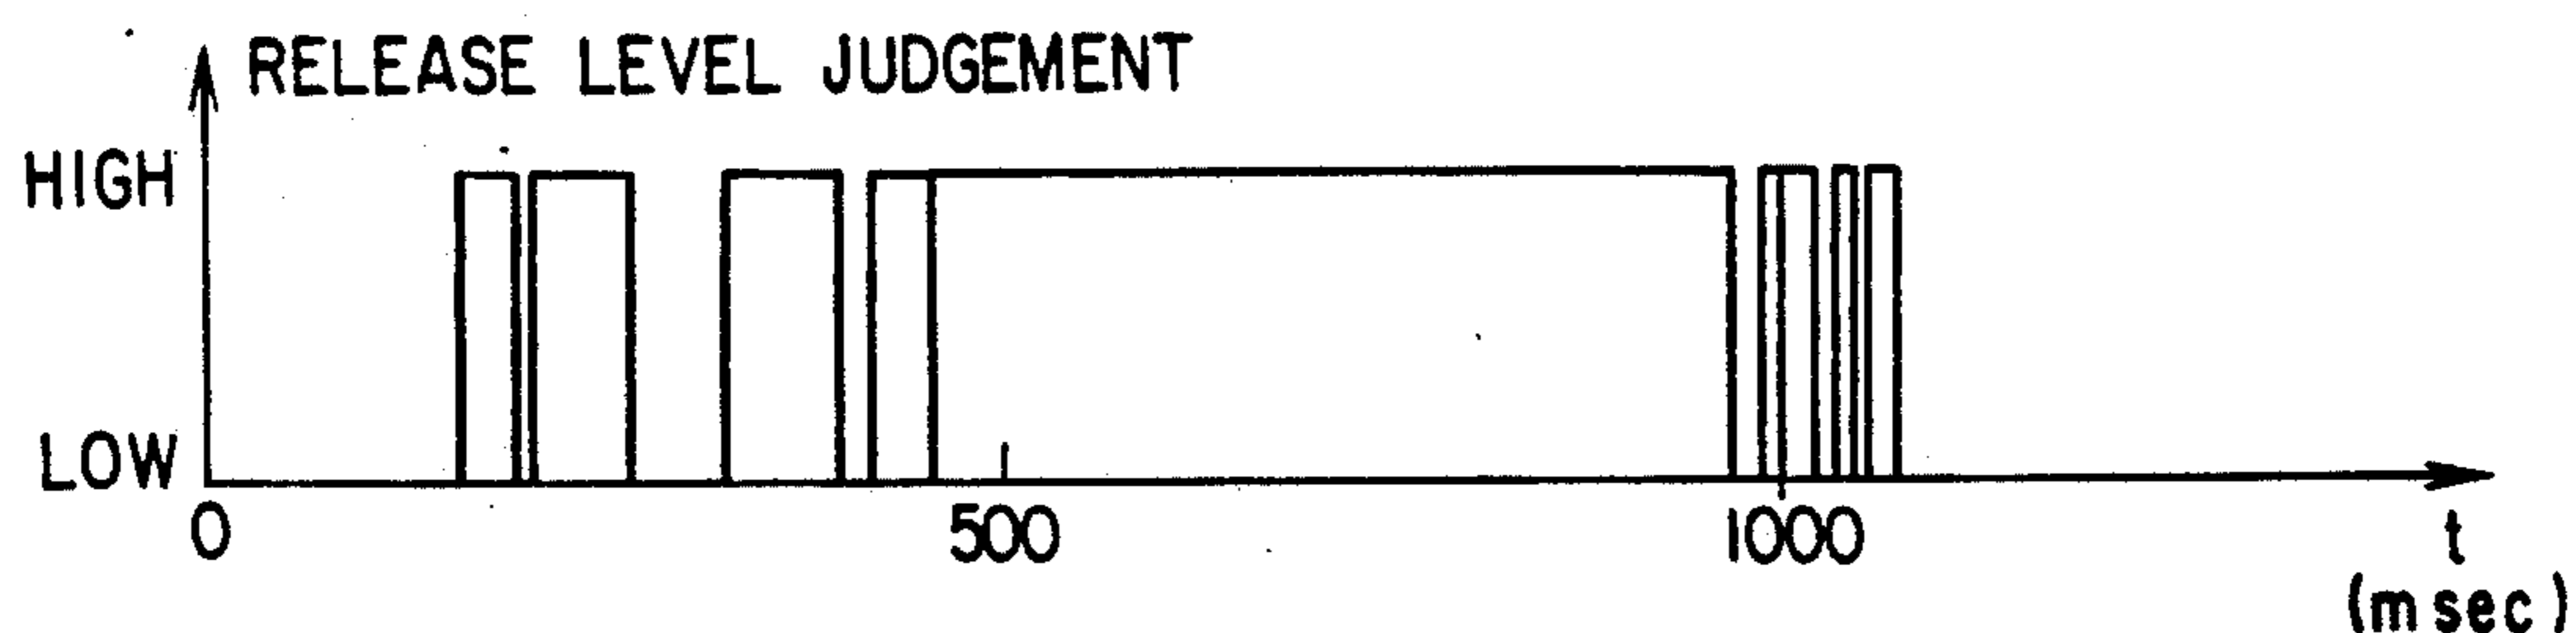 RELEASE LEVEL JUDGEMENT
HIGH
LOW
0 500 1000 t
(msec)